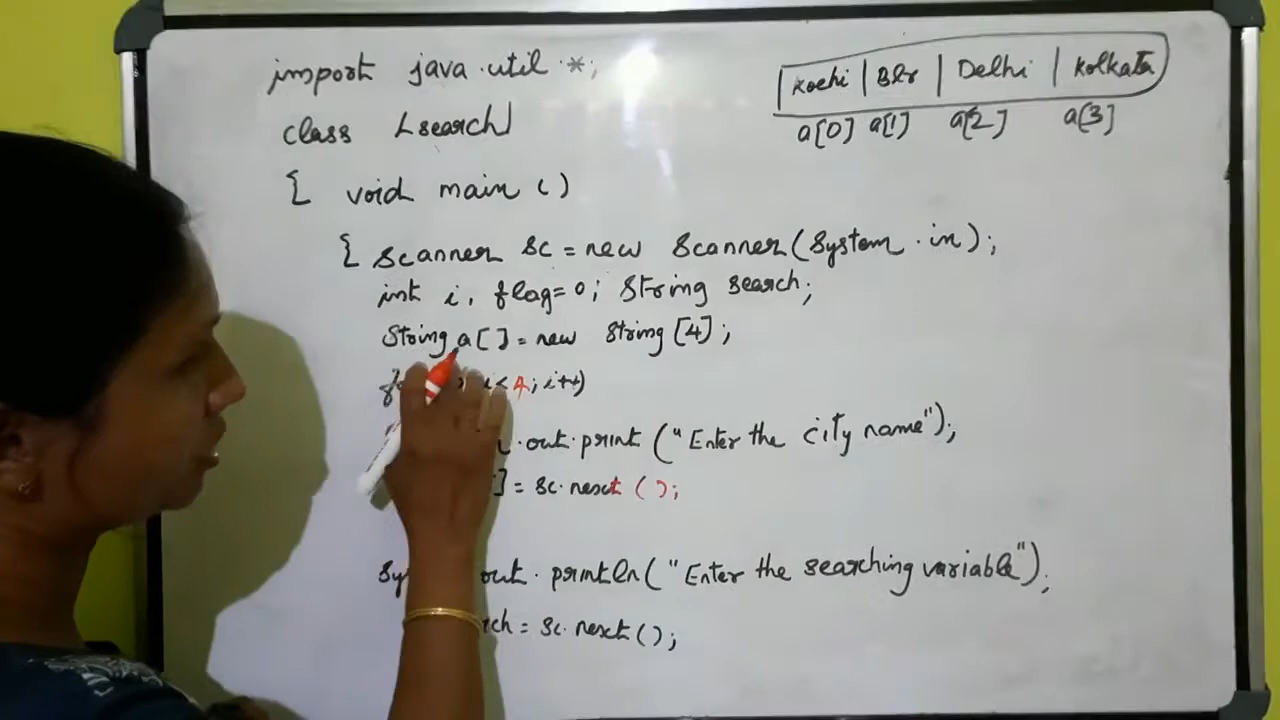 import java.util.*;
class Lsearch
{ void main ()
{ Scanner sc = new Scanner(System.in);
int i, flag=0; String search;
String a[] = new String [4];
f i<4; i++)
.out.print ("Enter the city name");
] = sc.next ();
Sy out.println("Enter the searching variable");
rch = sc.next();
|Kochi | Blr | Delhi | Kolkata
a[0] a[1] a[2] a[3]